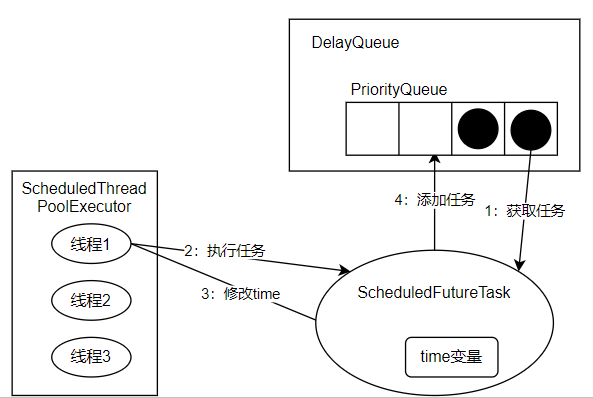 DelayQueue
PriorityQueue
ScheduledThread
PoolExecutor
线程1
线程2
线程3
4：添加任务
1：获取任务
2：执行任务
3：修改time
ScheduledFutureTask
time变量